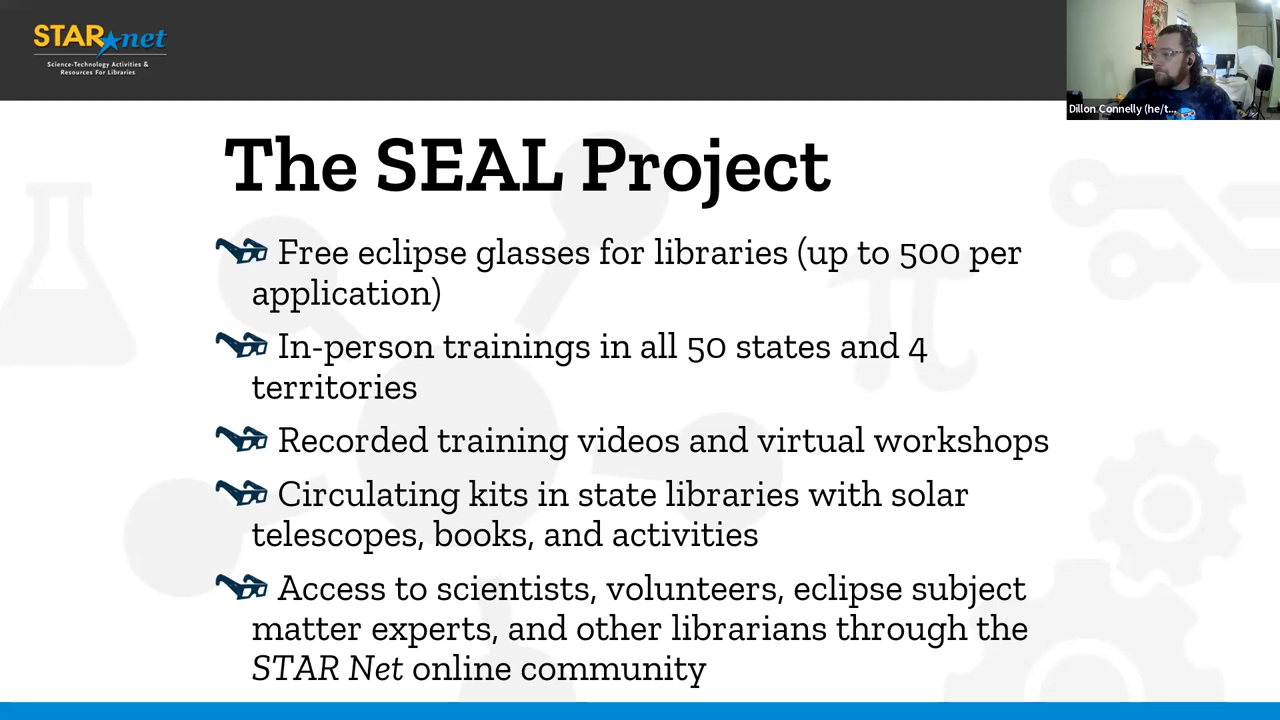 STAR net
Science-Technology Activities &
Resources For Libraries
Dillon Connelly (he/t...
The SEAL Project
Free eclipse glasses for libraries (up to 500 per
application)
In-person trainings in all 50 states and 4
territories
Recorded training videos and virtual workshops
Circulating kits in state libraries with solar
telescopes, books, and activities
Access to scientists, volunteers, eclipse subject
matter experts, and other librarians through the
STAR Net online community